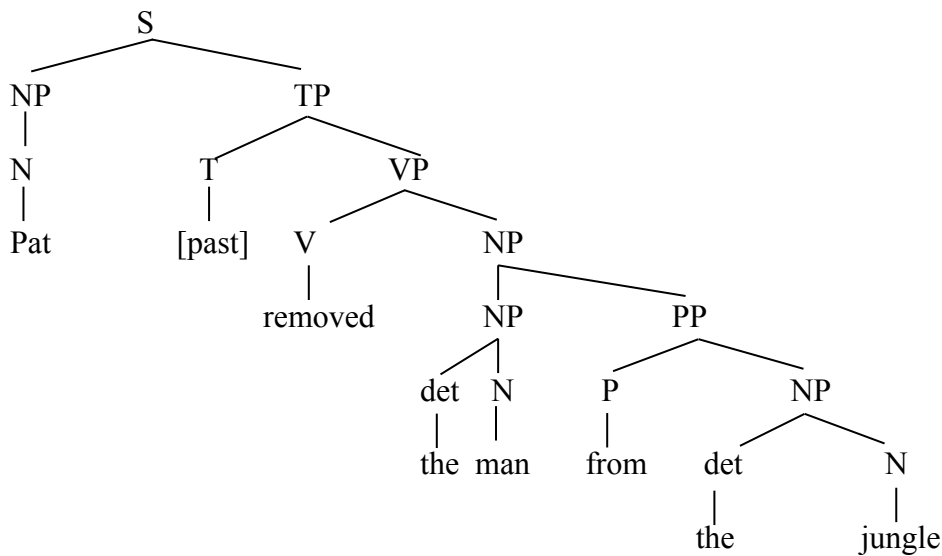 S
NP TP
N T VP
Pat [past] V NP
removed NP PP
det N P NP
the man from det N
the jungle